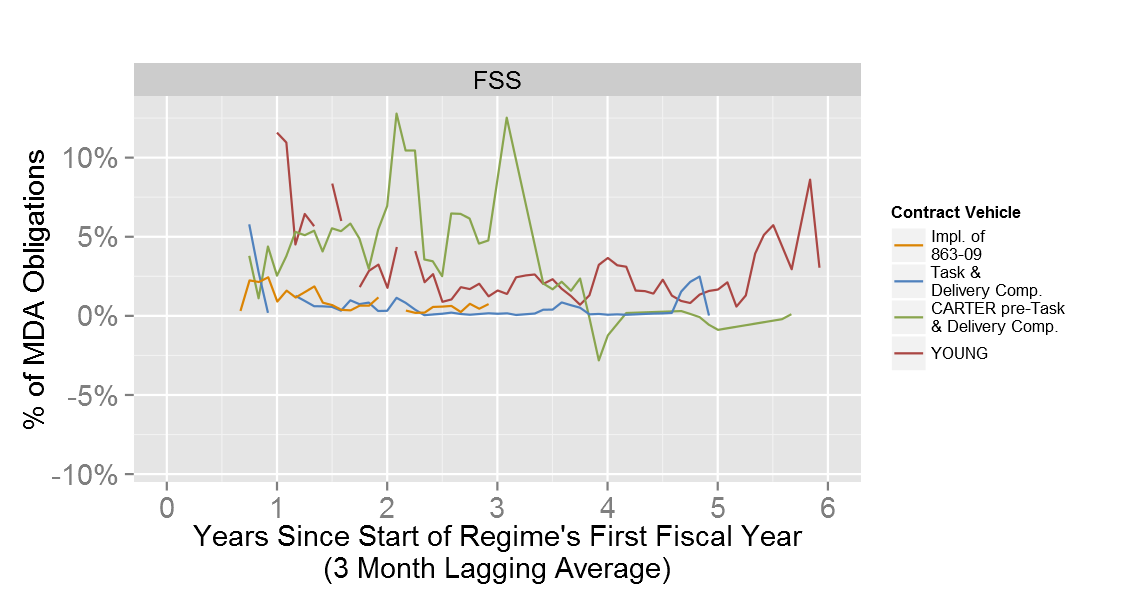 FSS
% of MDA Obligations
10%
5%
0%
-5%
-10%
0 1 2 3 4 5 6
Years Since Start of Regime's First Fiscal Year
(3 Month Lagging Average)
Contract Vehicle
Impl. of
863-09
Task &
Delivery Comp.
CARTER pre-Task
& Delivery Comp.
YOUNG